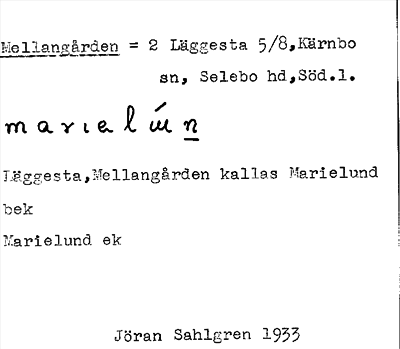 Mellangården = 2 Läggesta 5/8,Kärnbo
sn, Selebo hd,Söd.l.
marielún
Läggesta,Mellangården kallas Marielund
bek
Marielund ek
Jöran Sahlgren 1933